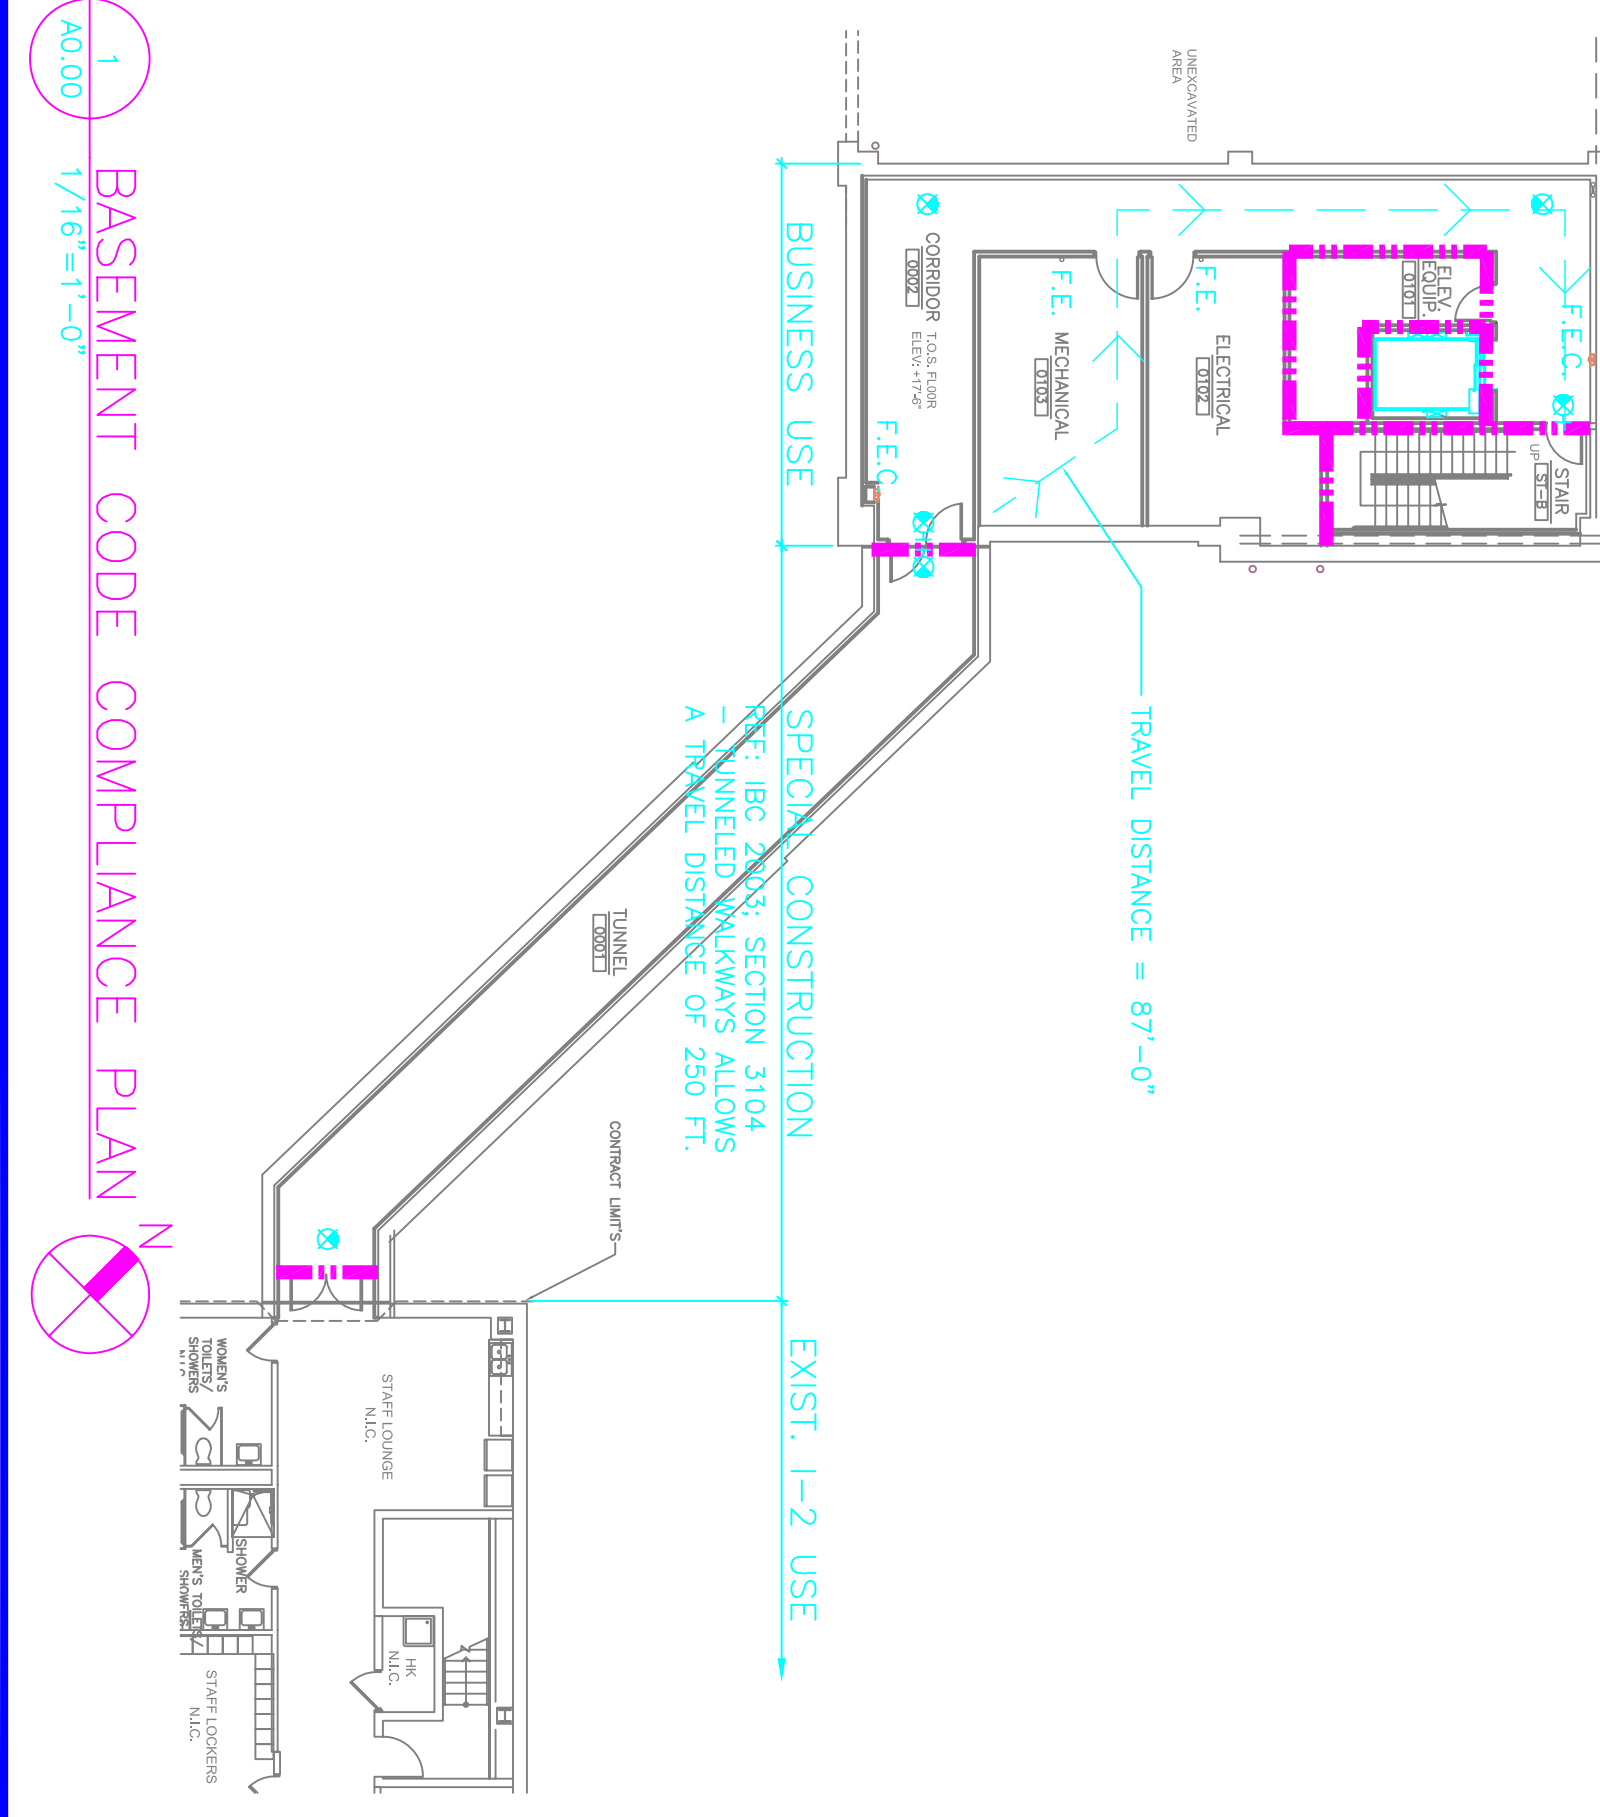 UNEXCAVATED
AREA
ELEV.
EQUIP.
0101
F.E.C.
STAIR
ST-B
UP
ELECTRICAL
0102
F.E.
MECHANICAL
0103
F.E.
CORRIDOR
0002
T.O.S. FLOOR
ELEV: +17'-6"
F.E.C
TRAVEL DISTANCE = 87'-0"
BUSINESS USE
SPECIAL CONSTRUCTION
REF: IBC 2003; SECTION 3104
- TUNNELED WALKWAYS ALLOWS
A TRAVEL DISTANCE OF 250 FT.
EXIST. I-2 USE
TUNNEL
0001
CONTRACT LIMIT'S
STAFF LOUNGE
N.I.C.
HK
N.I.C.
WOMEN'S
TOILETS/
SHOWERS
N.I.C
SHOWER
MEN'S TOILETS/
SHOWERS
STAFF LOCKERS
N.I.C.
1
A0.00
BASEMENT CODE COMPLIANCE PLAN
1/16"=1'-0"
N